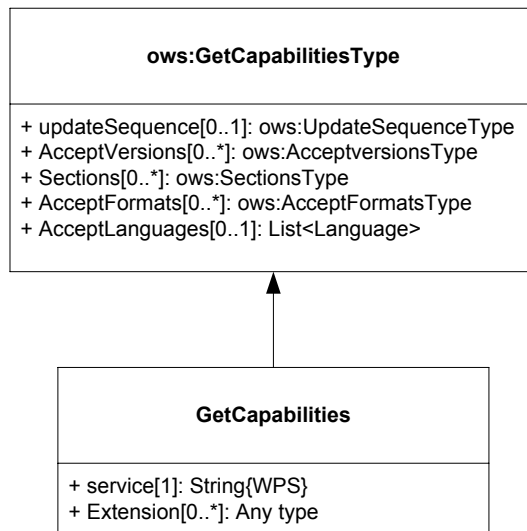 ows:GetCapabilitiesType
+ updateSequence[0..1]: ows:UpdateSequenceType
+ AcceptVersions[0..*]: ows:AcceptversionsType
+ Sections[0..*]: ows:SectionsType
+ AcceptFormats[0..*]: ows:AcceptFormatsType
+ AcceptLanguages[0..1]: List<Language>
GetCapabilities
+ service[1]: String{WPS}
+ Extension[0..*]: Any type